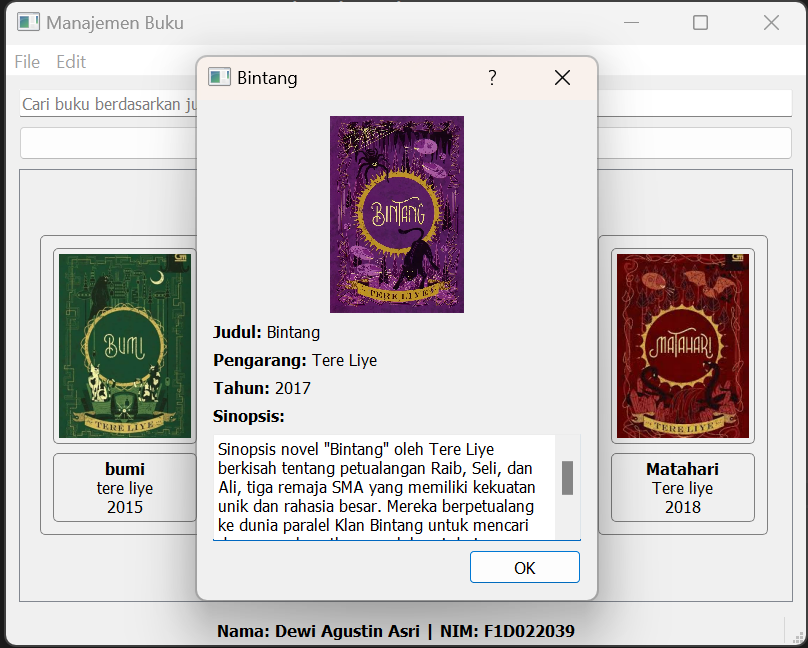 Manajemen Buku
File Edit
Cari buku berdasarkan ju
Bintang
?
BINTANG
TERE LIYE
Judul: Bintang
Pengarang: Tere Liye
Tahun: 2017
Sinopsis:
Sinopsis novel "Bintang" oleh Tere Liye
berkisah tentang petualangan Raib, Seli, dan
Ali, tiga remaja SMA yang memiliki kekuatan
unik dan rahasia besar. Mereka berpetualang
ke dunia paralel Klan Bintang untuk mencari
OK
BUMI
TERE LIYE
bumi
tere liye
2015
MATAHARI
TERE LIYE
Matahari
Tere liye
2018
Nama: Dewi Agustin Asri | NIM: F1D022039